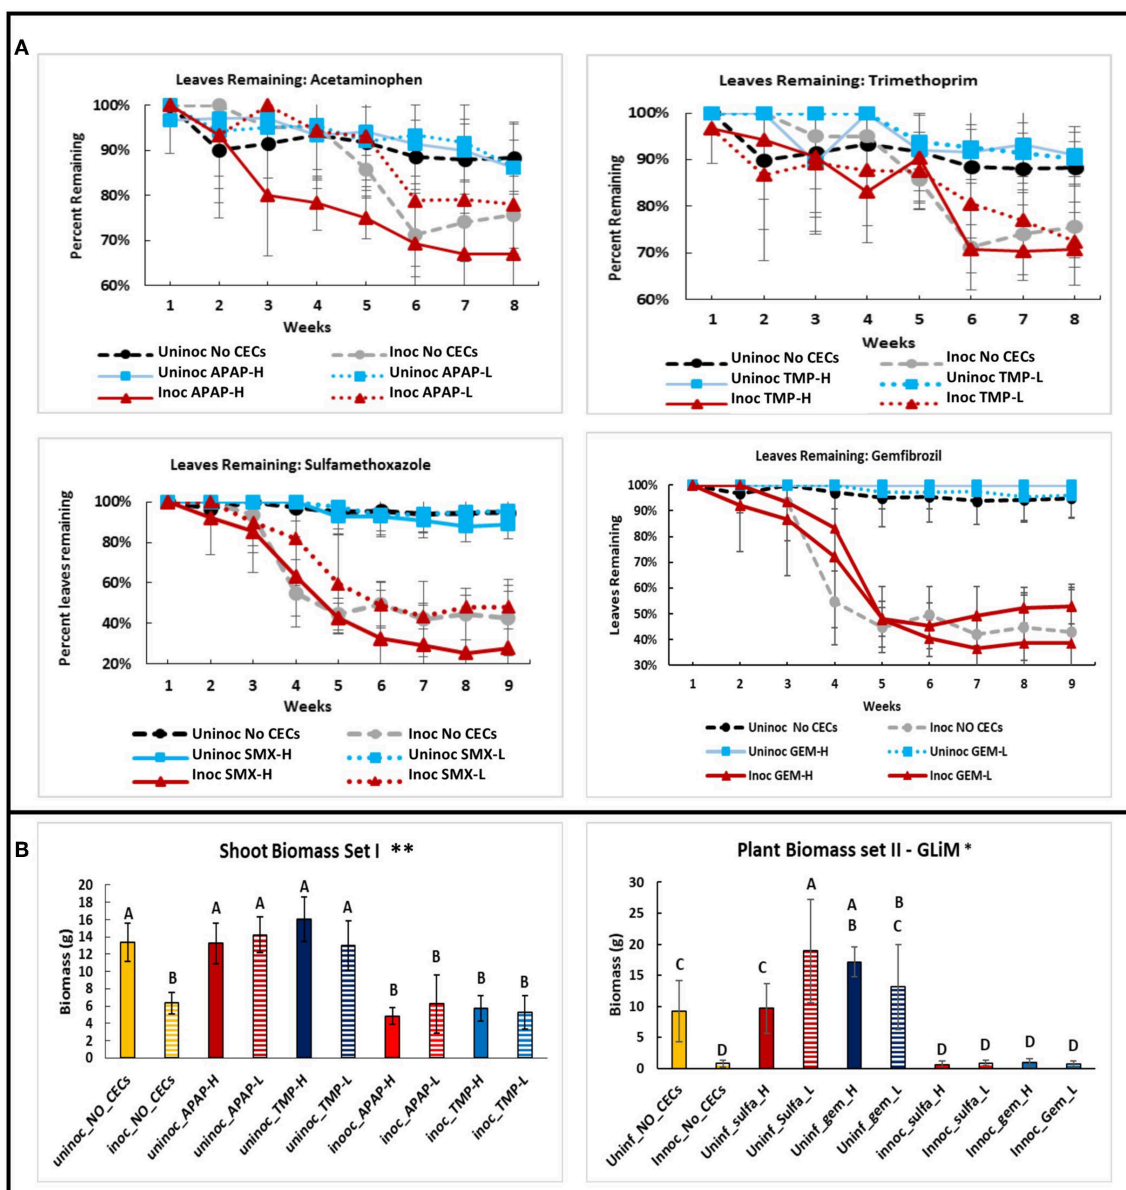 A
Leaves Remaining: Acetaminophen
100%
90%
80%
70%
60%
Percent Remaining
1 2 3 4 5 6 7 8
Weeks
Uninoc No CECs
Inoc No CECs
Uninoc APAP-H
Uninoc APAP-L
Inoc APAP-H
Inoc APAP-L
Leaves Remaining: Trimethoprim
100%
90%
80%
70%
60%
Percent Remaining
1 2 3 4 5 6 7 8
Weeks
Uninoc No CECs
Inoc No CECs
Uninoc TMP-H
Uninoc TMP-L
Inoc TMP-H
Inoc TMP-L
Leaves Remaining: Sulfamethoxazole
100%
80%
60%
40%
20%
Percent leaves remaining
1 2 3 4 5 6 7 8 9
Weeks
Uninoc No CECs
Inoc No CECs
Uninoc SMX-H
Uninoc SMX-L
Inoc SMX-H
Inoc SMX-L
Leaves Remaining: Gemfibrozil
100%
90%
80%
70%
60%
50%
40%
30%
Leaves Remaining
1 2 3 4 5 6 7 8 9
Weeks
Uninoc No CECs
Inoc NO CECs
Uninoc GEM-H
Uninoc GEM-L
Inoc GEM-H
Inoc GEM-L
B
Shoot Biomass Set I **
20
18
16
14
12
10
8
6
4
2
0
Biomass (g)
A B A A A A B B B B
uninoc_NO_CECs
inoc_NO_CECs
uninoc_APAP-H
uninoc_APAP-L
uninoc_TMP-H
uninoc_TMP-L
inoc_APAP-H
inoc_APAP-L
inoc_TMP-H
inoc_TMP-L
Plant Biomass set II - GLiM *
30
25
20
15
10
5
0
Biomass (g)
C D C A A B B C D D D D
Uninf_NO_CECs
Innoc_No_CECs
Uninf_sulfa_H
Uninf_Sulfa_L
Uninf_gem_H
Uninf_gem_L
innoc_sulfa_H
Innoc_sulfa_L
Innoc_gem_H
Innoc_Gem_L